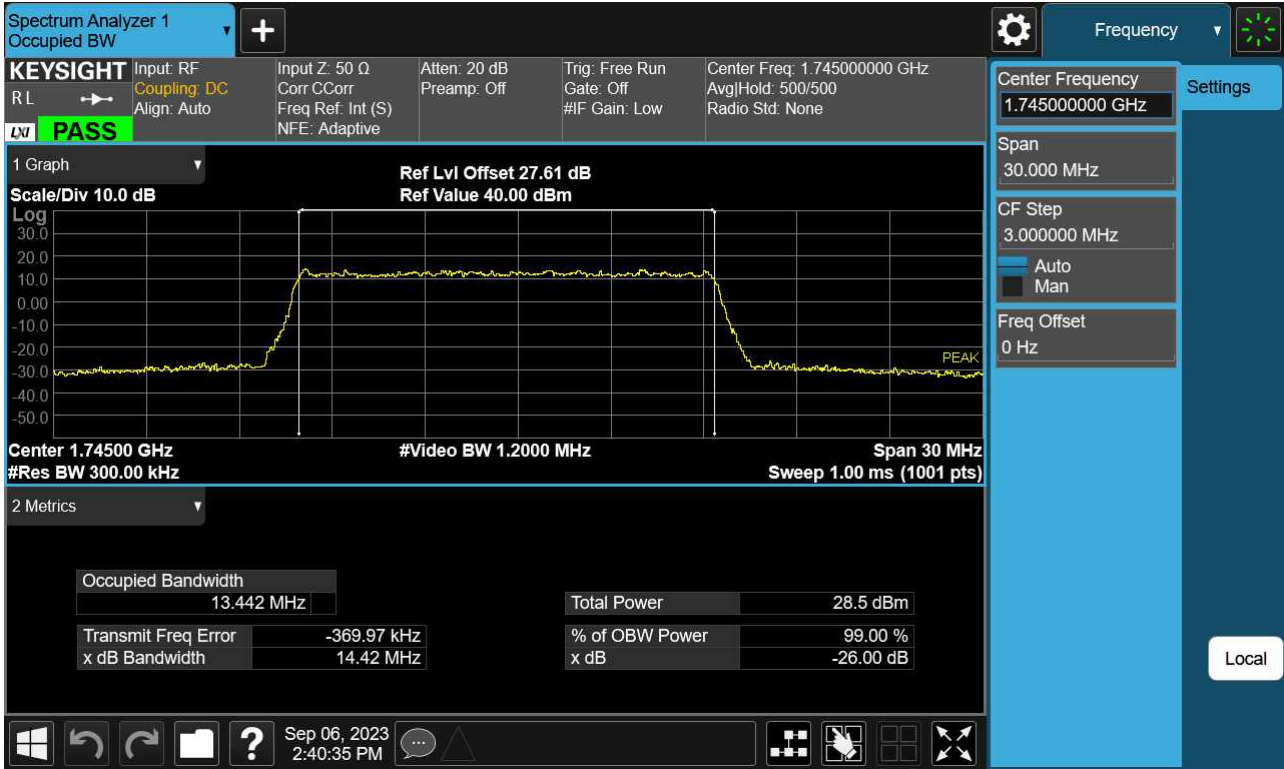 Spectrum Analyzer 1
Occupied BW
Frequency
KEYSIGHT
R L
LXI PASS
Input: RF
Coupling: DC
Align: Auto
Input Z: 50 Ω
Corr CCorr
Freq Ref: Int (S)
NFE: Adaptive
Atten: 20 dB
Preamp: Off
Trig: Free Run
Gate: Off
#IF Gain: Low
Center Freq: 1.745000000 GHz
Avg|Hold: 500/500
Radio Std: None
Center Frequency
1.745000000 GHz
Settings
Span
30.000 MHz
CF Step
3.000000 MHz
Auto
Man
Freq Offset
0 Hz
Local
1 Graph
Ref Lvl Offset 27.61 dB
Scale/Div 10.0 dB
Ref Value 40.00 dBm
Log
30.0
20.0
10.0
0.00
-10.0
-20.0
-30.0
-40.0
-50.0
PEAK
Center 1.74500 GHz
#Video BW 1.2000 MHz
Span 30 MHz
#Res BW 300.00 kHz
Sweep 1.00 ms (1001 pts)
2 Metrics
Occupied Bandwidth
13.442 MHz
Total Power 28.5 dBm
Transmit Freq Error -369.97 kHz
% of OBW Power 99.00 %
x dB Bandwidth 14.42 MHz
x dB -26.00 dB
?
Sep 06, 2023
2:40:35 PM